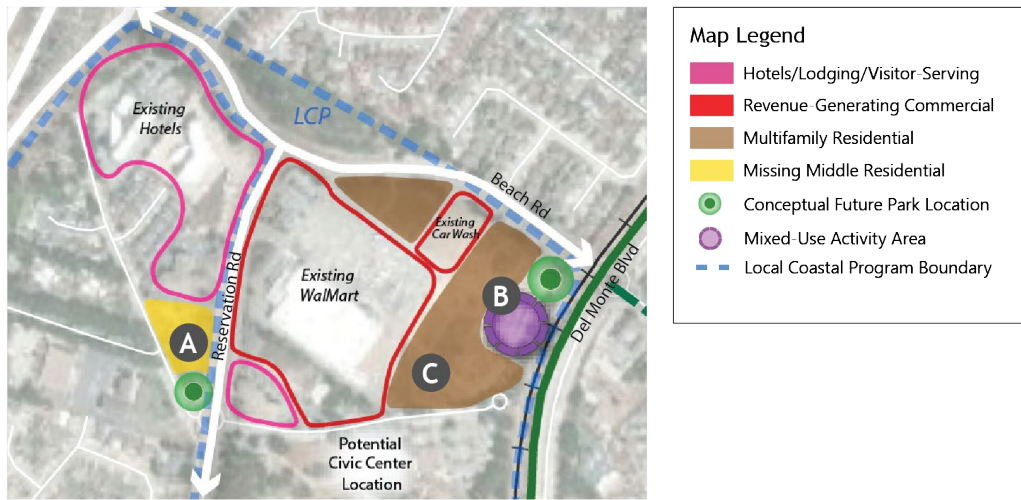 Existing
Hotels
LCP
Beach Rd
Existing
Car Wash
Existing
WalMart
Reservation Rd
Del Monte Blvd
A
B
C
Potential
Civic Center
Location
Map Legend
Hotels/Lodging/Visitor-Serving
Revenue-Generating Commercial
Multifamily Residential
Missing Middle Residential
Conceptual Future Park Location
Mixed-Use Activity Area
Local Coastal Program Boundary